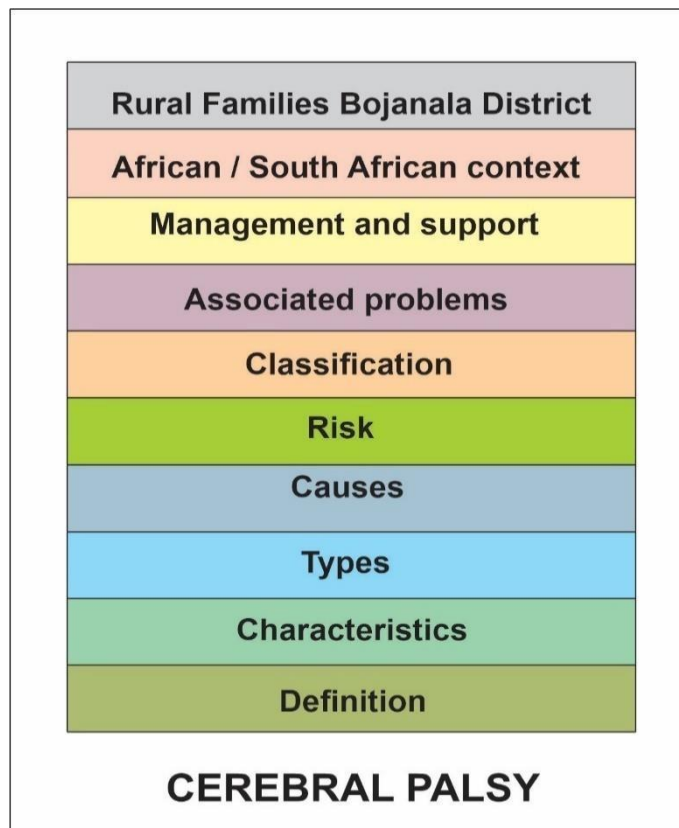 Rural Families Bojanala District
African / South African context
Management and support
Associated problems
Classification
Risk
Causes
Types
Characteristics
Definition
CEREBRAL PALSY